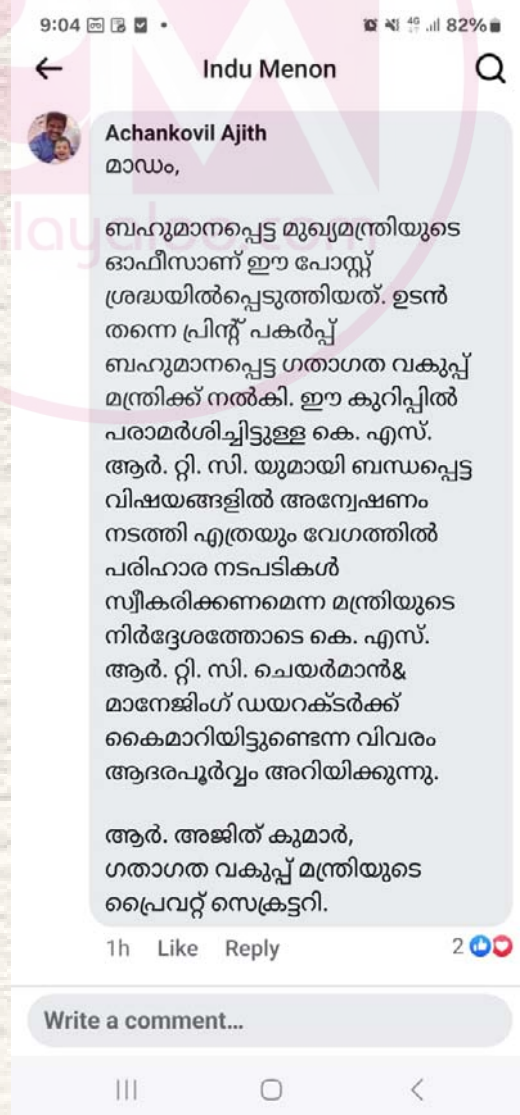 9:04
4G 82%
Indu Menon
Achankovil Ajith
മാഡം,
ബഹുമാനപ്പെട്ട മുഖ്യമന്ത്രിയുടെ
ഓഫീസാണ് ഈ പോസ്റ്റ്
ശ്രദ്ധയിൽപ്പെടുത്തിയത്. ഉടൻ
തന്നെ പ്രിന്റ് പകർപ്പ്
ബഹുമാനപ്പെട്ട ഗതാഗത വകുപ്പ്
മന്ത്രിക്ക് നൽകി. ഈ കുറിപ്പിൽ
പരാമർശിച്ചിട്ടുള്ള കെ. എസ്.
ആർ. റ്റി. സി. യുമായി ബന്ധപ്പെട്ട
വിഷയങ്ങളിൽ അന്വേഷണം
നടത്തി എത്രയും വേഗത്തിൽ
പരിഹാര നടപടികൾ
സ്വീകരിക്കണമെന്ന മന്ത്രിയുടെ
നിർദ്ദേശത്തോടെ കെ. എസ്.
ആർ. റ്റി. സി. ചെയർമാൻ&
മാനേജിംഗ് ഡയറക്ടർക്ക്
കൈമാറിയിട്ടുണ്ടെന്ന വിവരം
ആദരപൂർവ്വം അറിയിക്കുന്നു.
ആർ. അജിത് കുമാർ,
ഗതാഗത വകുപ്പ് മന്ത്രിയുടെ
പ്രൈവറ്റ് സെക്രട്ടറി.
1h Like Reply 2
Write a comment...